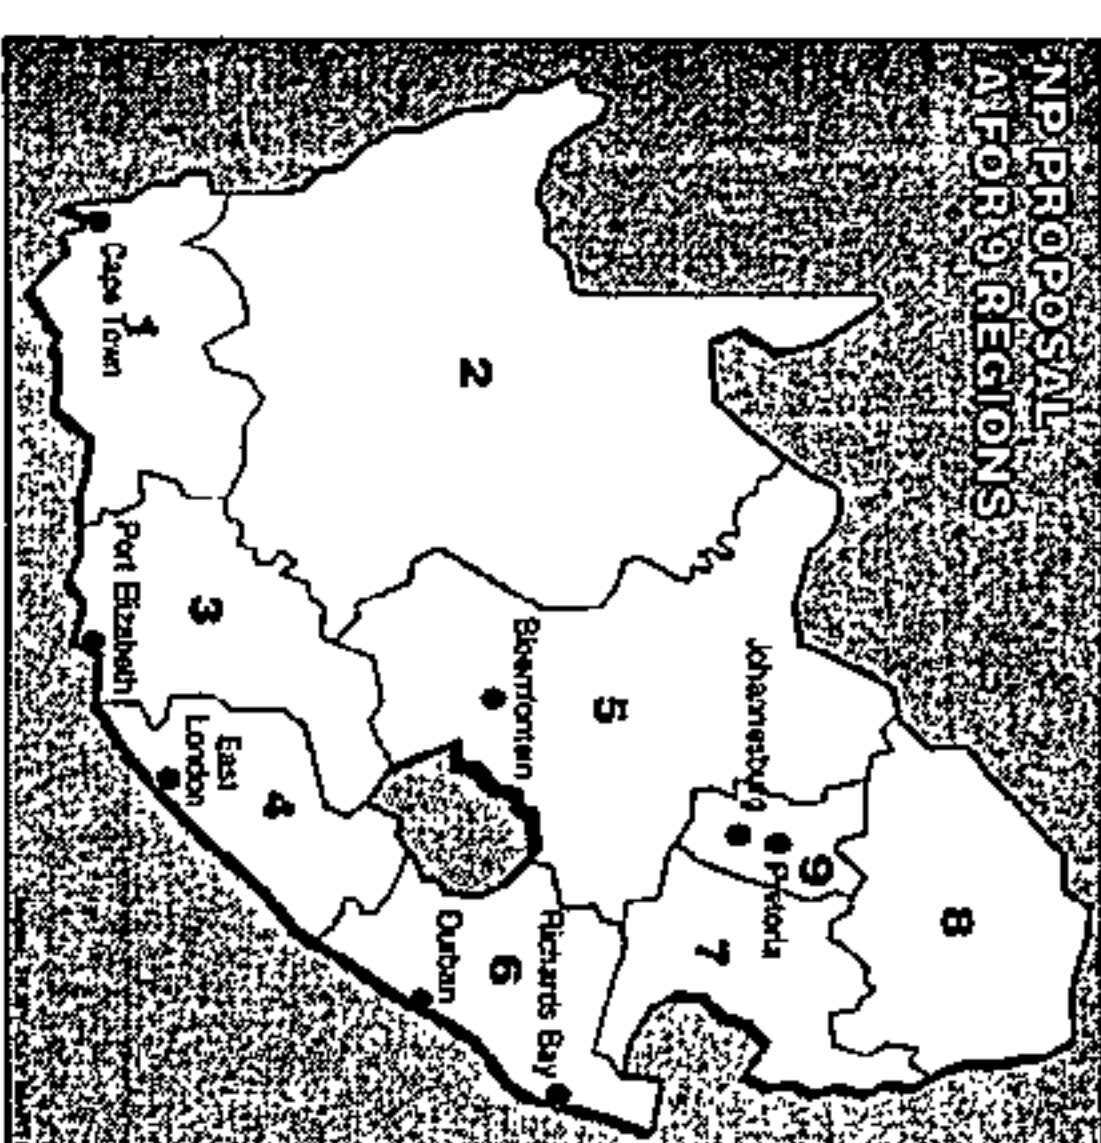 NP PROPOSAL
A FOR 9 REGIONS
8
9
Pretoria
Johannesburg
7
5
2
Richards Bay
Bloemfontein
6
Durban
4
East
London
3
Port Elizabeth
1
Cape Town